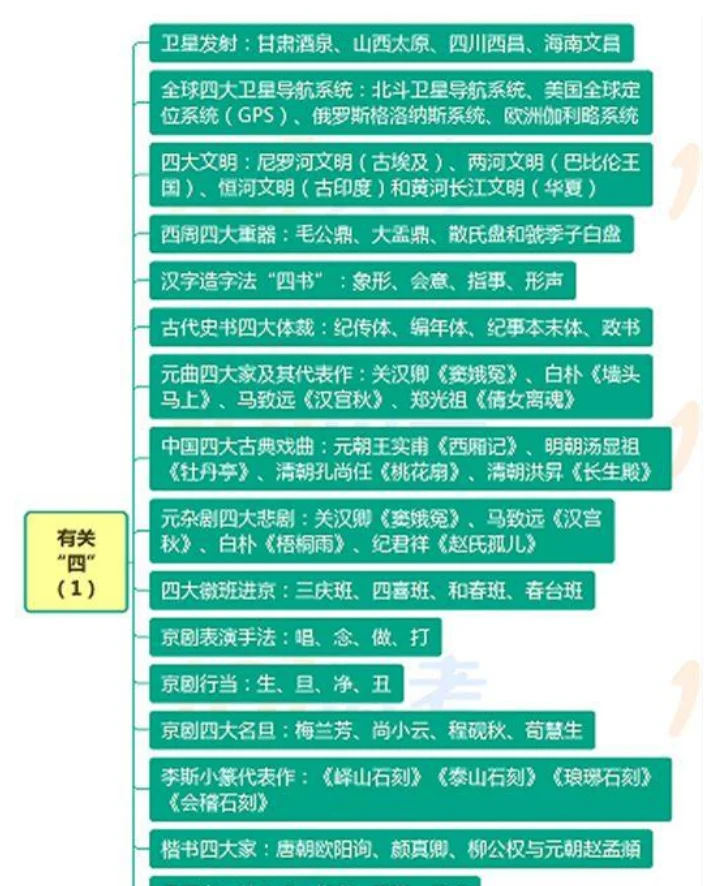 卫星发射：甘肃酒泉、山西太原、四川西昌、海南文昌
全球四大卫星导航系统：北斗卫星导航系统、美国全球定
位系统（GPS）、俄罗斯格洛纳斯系统、欧洲伽利略系统
四大文明：尼罗河文明（古埃及）、两河文明（巴比伦王
国）、恒河文明（古印度）和黄河长江文明（华夏）
西周四大重器：毛公鼎、大盂鼎、散氏盘和虢季子白盘
汉字造字法“四书”：象形、会意、指事、形声
古代史书四大体裁：纪传体、编年体、纪事本末体、政书
元曲四大家及其代表作：关汉卿《窦娥冤》、白朴《墙头
马上》、马致远《汉宫秋》、郑光祖《倩女离魂》
中国四大古典戏曲：元朝王实甫《西厢记》、明朝汤显祖
《牡丹亭》、清朝孔尚任《桃花扇》、清朝洪昇《长生殿》
有关
“四”
（1）
元杂剧四大悲剧：关汉卿《窦娥冤》、马致远《汉宫
秋》、白朴《梧桐雨》、纪君祥《赵氏孤儿》
四大徽班进京：三庆班、四喜班、和春班、春台班
京剧表演手法：唱、念、做、打
京剧行当：生、旦、净、丑
京剧四大名旦：梅兰芳、尚小云、程砚秋、荀慧生
李斯小篆代表作：《峄山石刻》《泰山石刻》《琅琊石刻》
《会稽石刻》
楷书四大家：唐朝欧阳询、颜真卿、柳公权与元朝赵孟頫